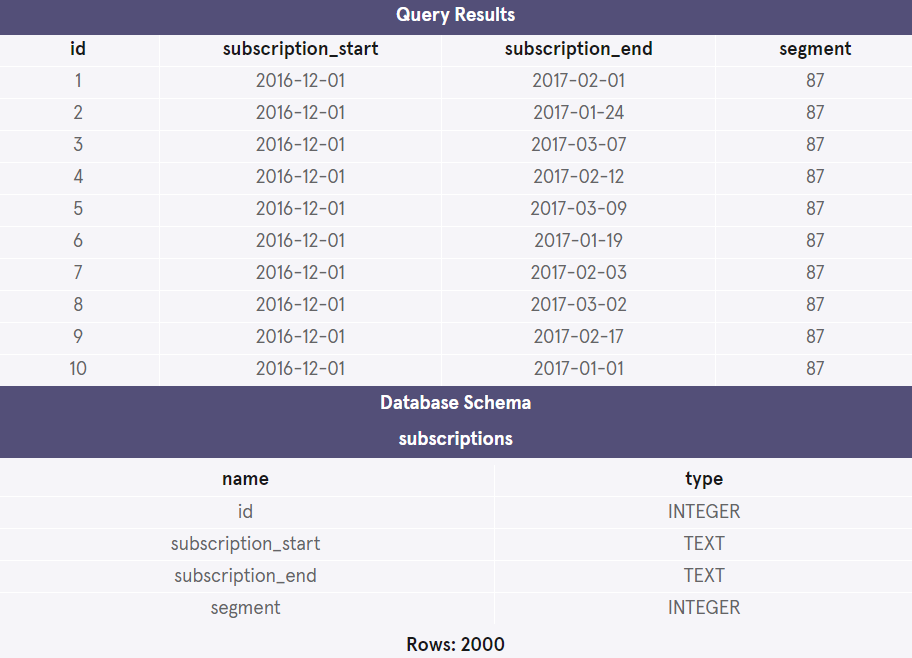 Query Results
id subscription_start subscription_end segment
1 2016-12-01 2017-02-01 87
2 2016-12-01 2017-01-24 87
3 2016-12-01 2017-03-07 87
4 2016-12-01 2017-02-12 87
5 2016-12-01 2017-03-09 87
6 2016-12-01 2017-01-19 87
7 2016-12-01 2017-02-03 87
8 2016-12-01 2017-03-02 87
9 2016-12-01 2017-02-17 87
10 2016-12-01 2017-01-01 87
Database Schema
subscriptions
name type
id INTEGER
subscription_start TEXT
subscription_end TEXT
segment INTEGER
Rows: 2000